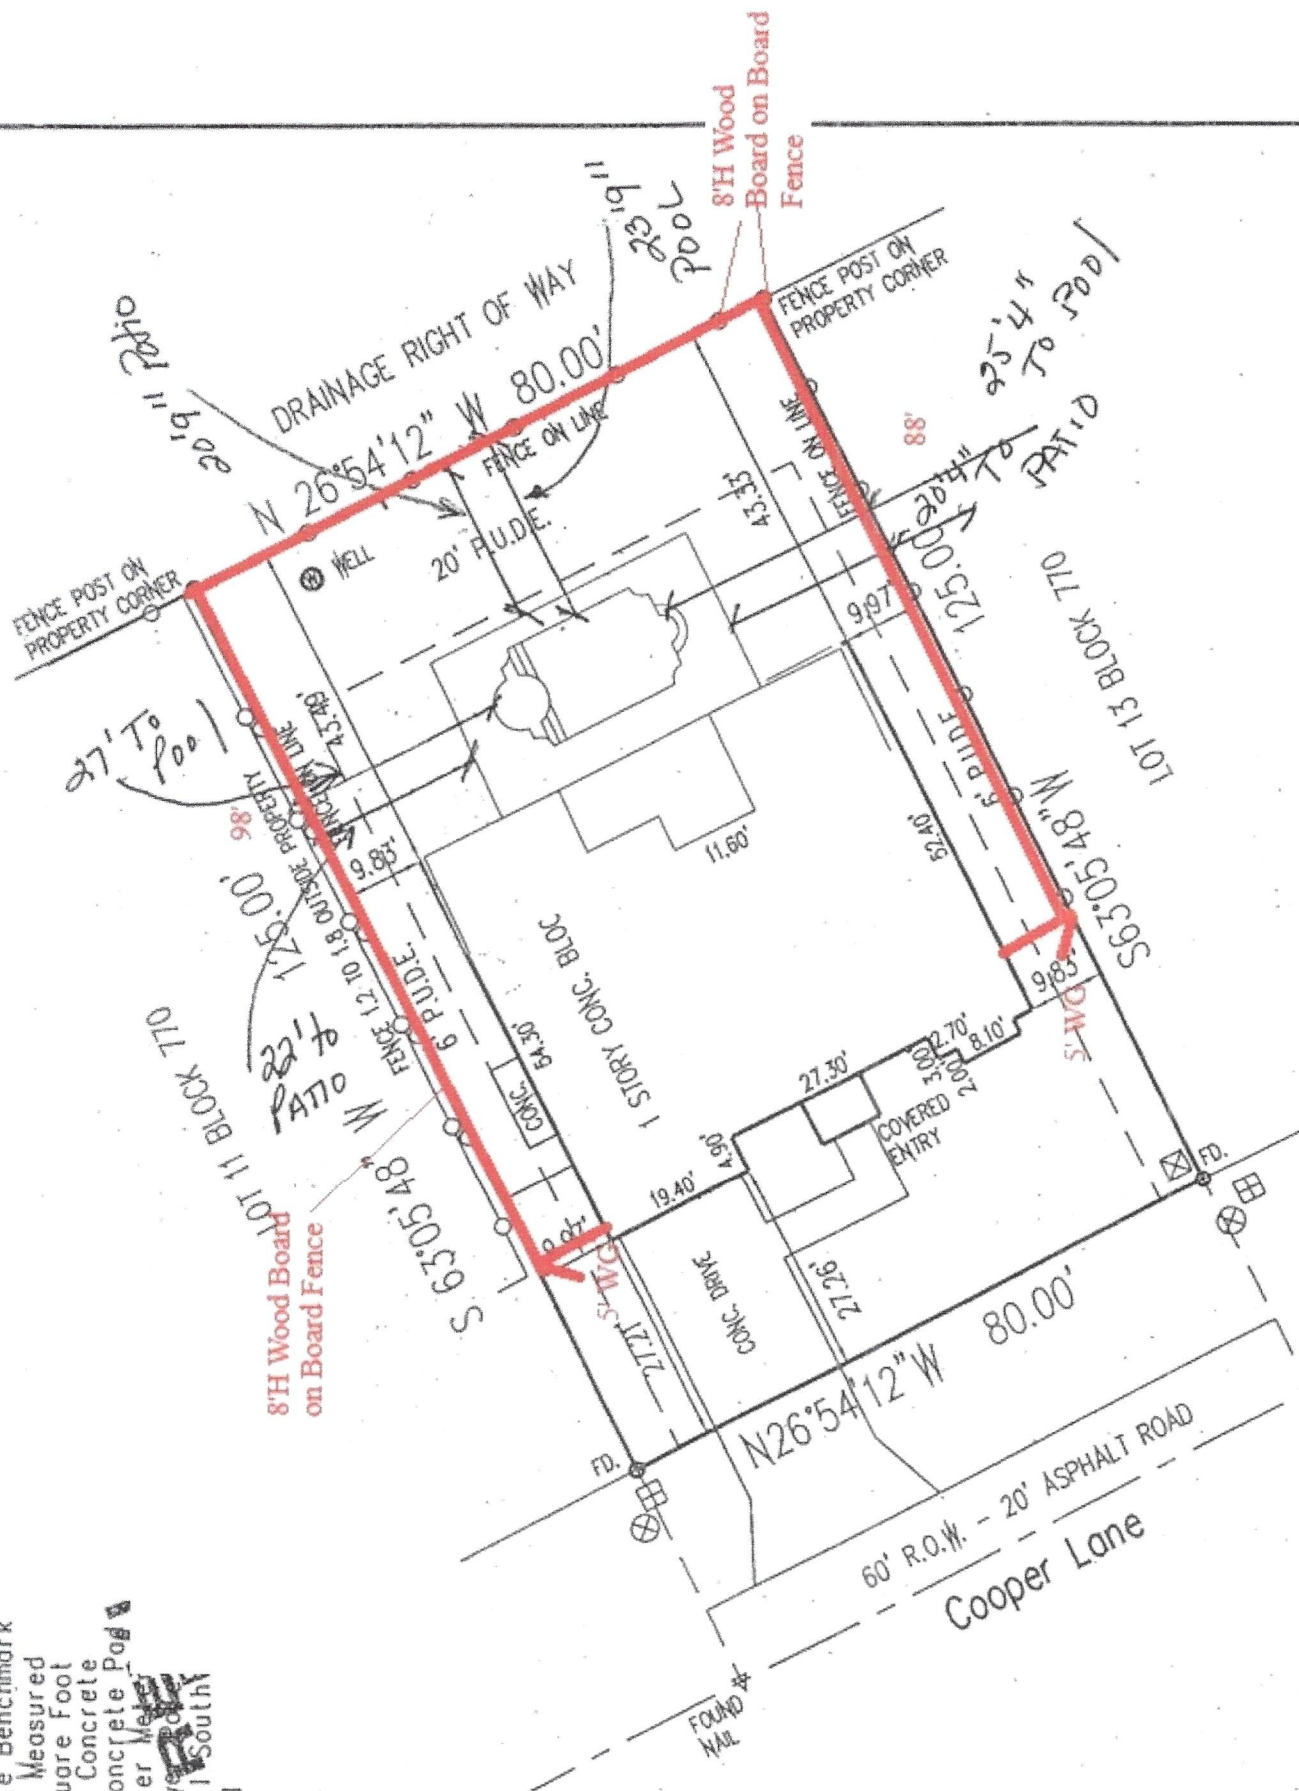 8'H Wood
Board on Board
Fence
23'9"
POOL
20'9" Patio
DRAINAGE RIGHT OF WAY
N 26°54'12" W 80.00'
FENCE ON LINE
FENCE POST ON
PROPERTY CORNER
FENCE POST ON
PROPERTY CORNER
WELL
20' P.U.D.E.
25'4"
TO POOL
20'4"
TO
PATIO
88'
43.33'
FENCE ON LINE
9.97'
125.00'
6' P.U.D.E.
S63°05'48" W
LOT 13 BLOCK 770
27' TO
POOL
98'
43.49'
125.00'
FENCE 1.2 TO 1.8 OUTSIDE PROPERTY
9.83'
6' P.U.D.E.
LOT 11 BLOCK 770
22' to
PATIO
S 63°05'48" W
8'H Wood Board
on Board Fence
11.60'
52.40'
1 STORY CONC. BLOC
64.30'
CONC.
5' WG
5' WG
9.83'
27.30'
3.00'
2.70'
2.00'
8.10'
4.90'
19.40'
COVERED
ENTRY
CONC. DRIVE
27.21'
27.26'
FD.
FD.
N26°54'12"W 80.00'
60' R.O.W. - 20' ASPHALT ROAD
Cooper Lane
FOUND
NAIL
e Benchmark
Measured
uare Foot
Concrete
oncrete Pad
er Meter
South